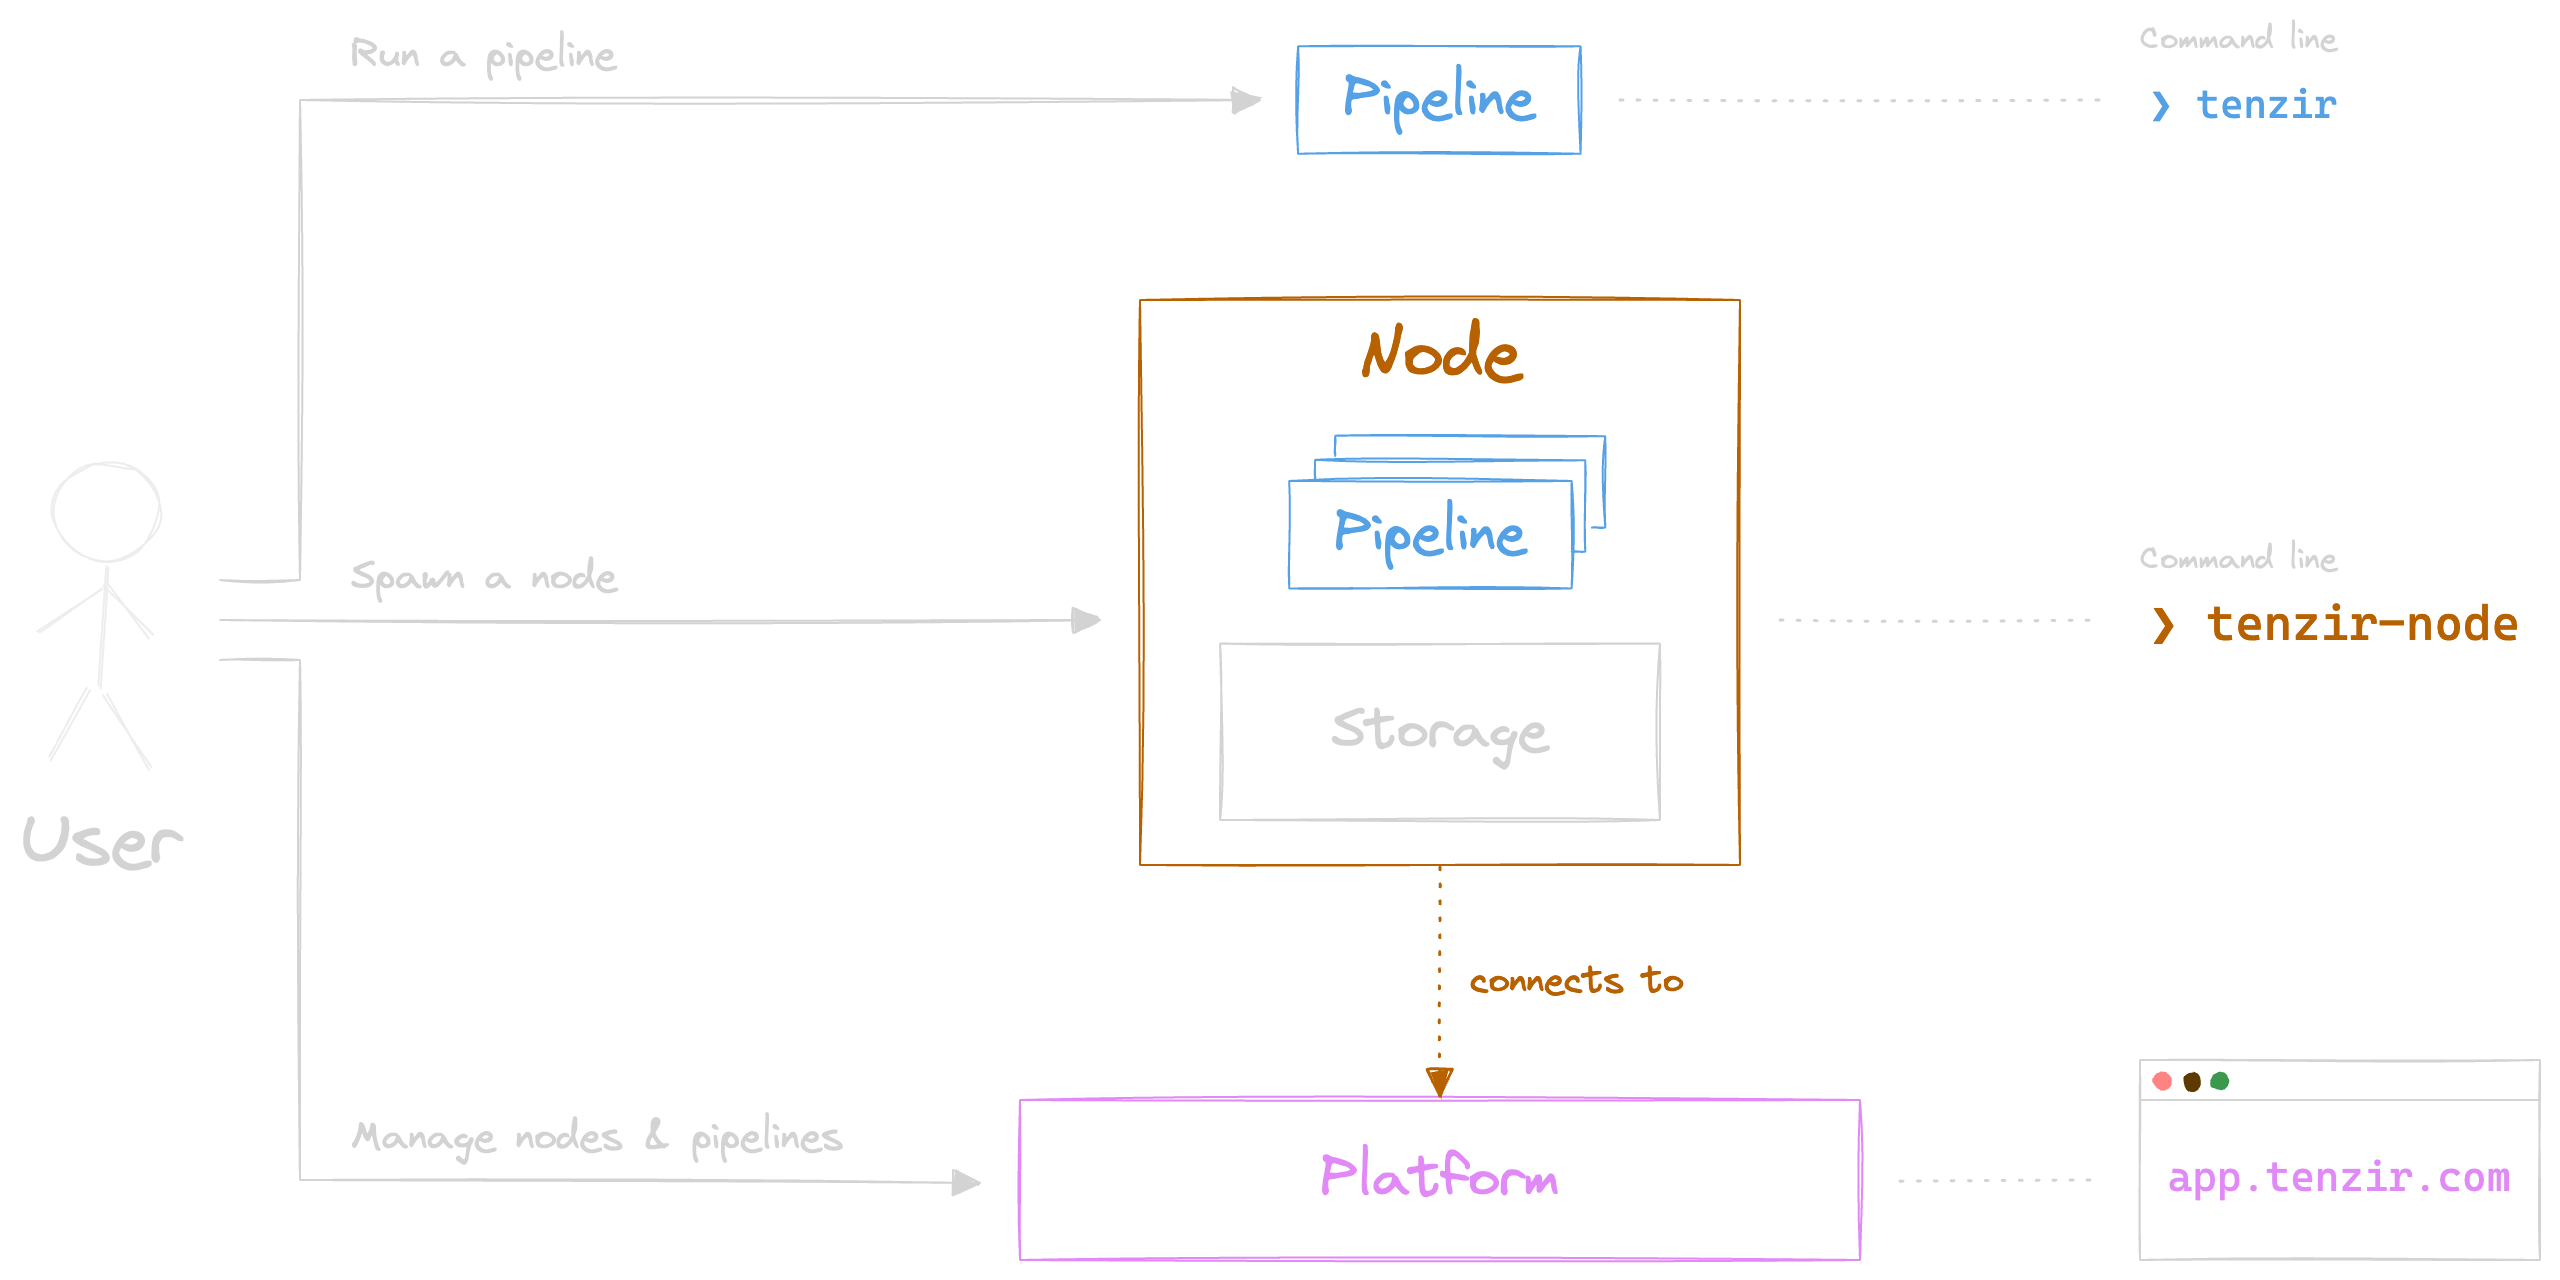 Run a pipeline
Pipeline
Command line
❯ tenzir
Node
Pipeline
Spawn a node
Command line
❯ tenzir-node
Storage
User
connects to
Manage nodes & pipelines
Platform
app.tenzir.com